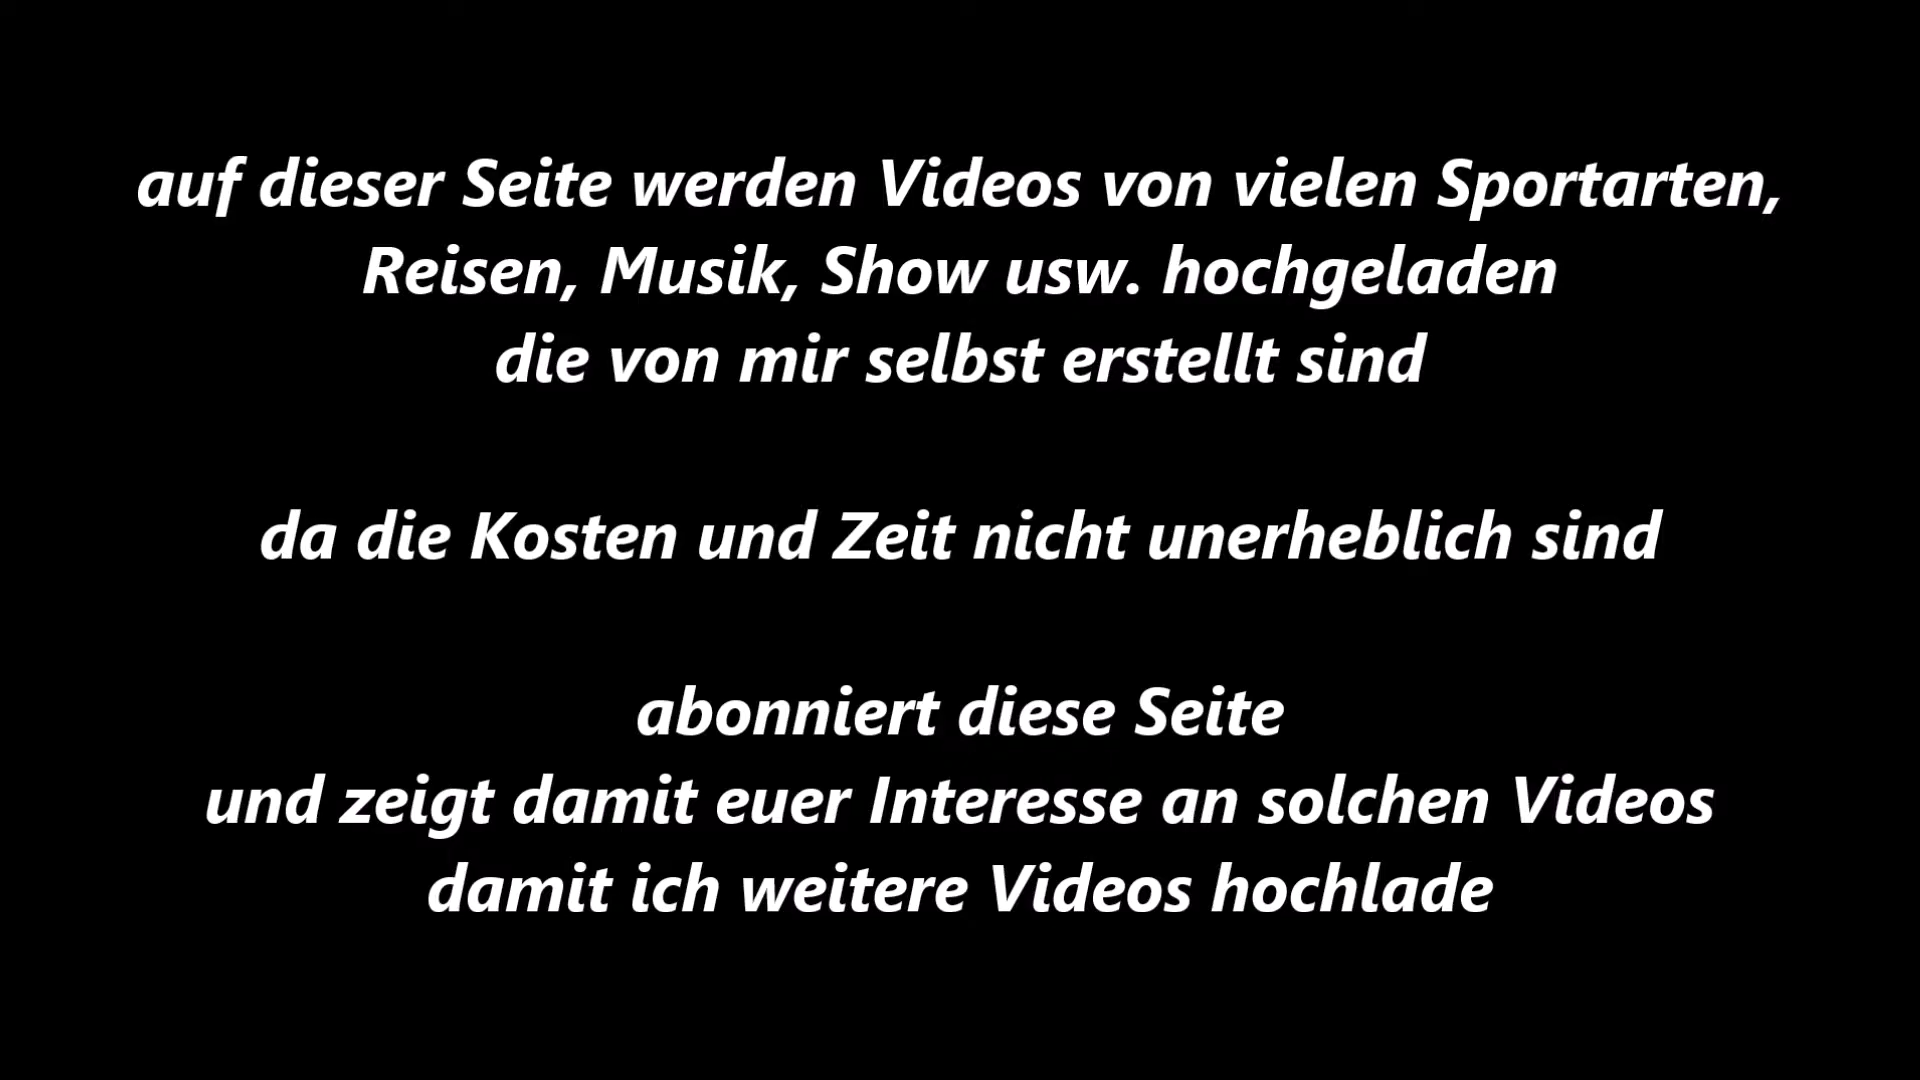 auf dieser Seite werden Videos von vielen Sportarten,
Reisen, Musik, Show usw. hochgeladen
die von mir selbst erstellt sind
da die Kosten und Zeit nicht unerheblich sind
abonniert diese Seite
und zeigt damit euer Interesse an solchen Videos
damit ich weitere Videos hochlade